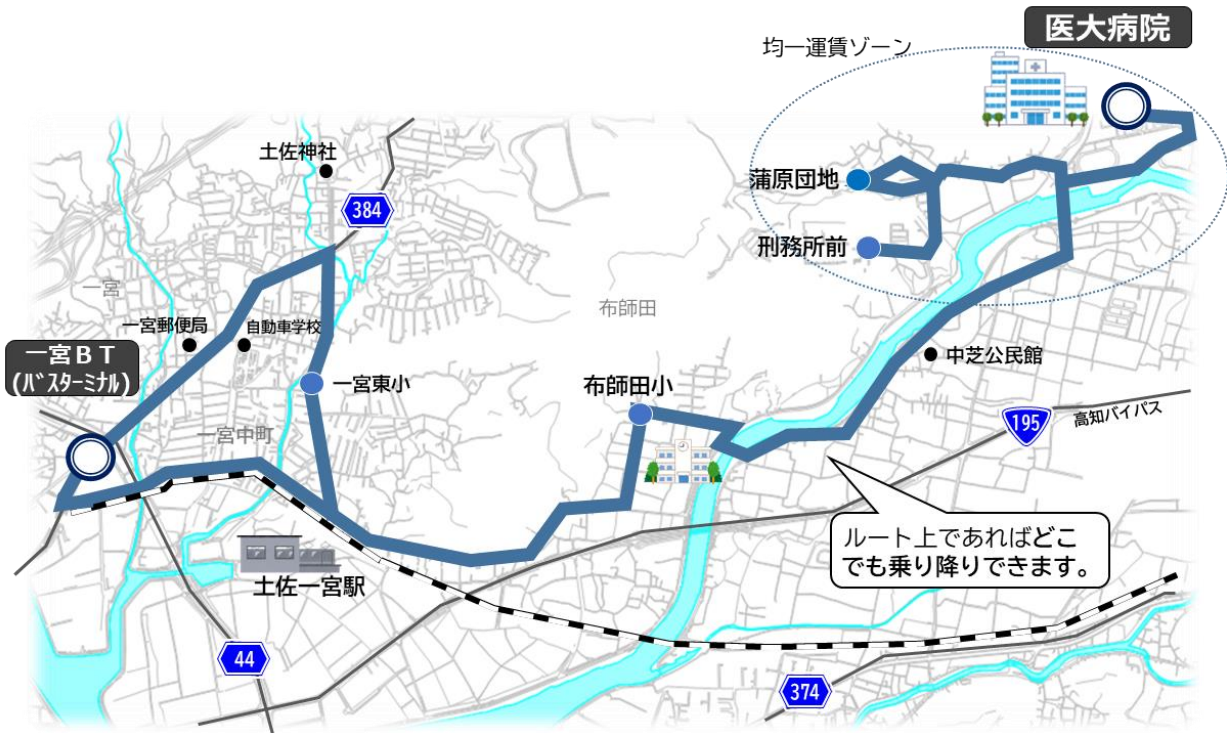 医大病院
均一運賃ゾーン
土佐神社
384
蒲原団地
刑務所前
一宮
布師田
一宮郵便局
自動車学校
一宮BT
(バスターミナル)
中芝公民館
一宮東小
布師田小
195
高知バイパス
一宮中町
ルート上であればどこ
でも乗り降りできます。
土佐一宮駅
44
374